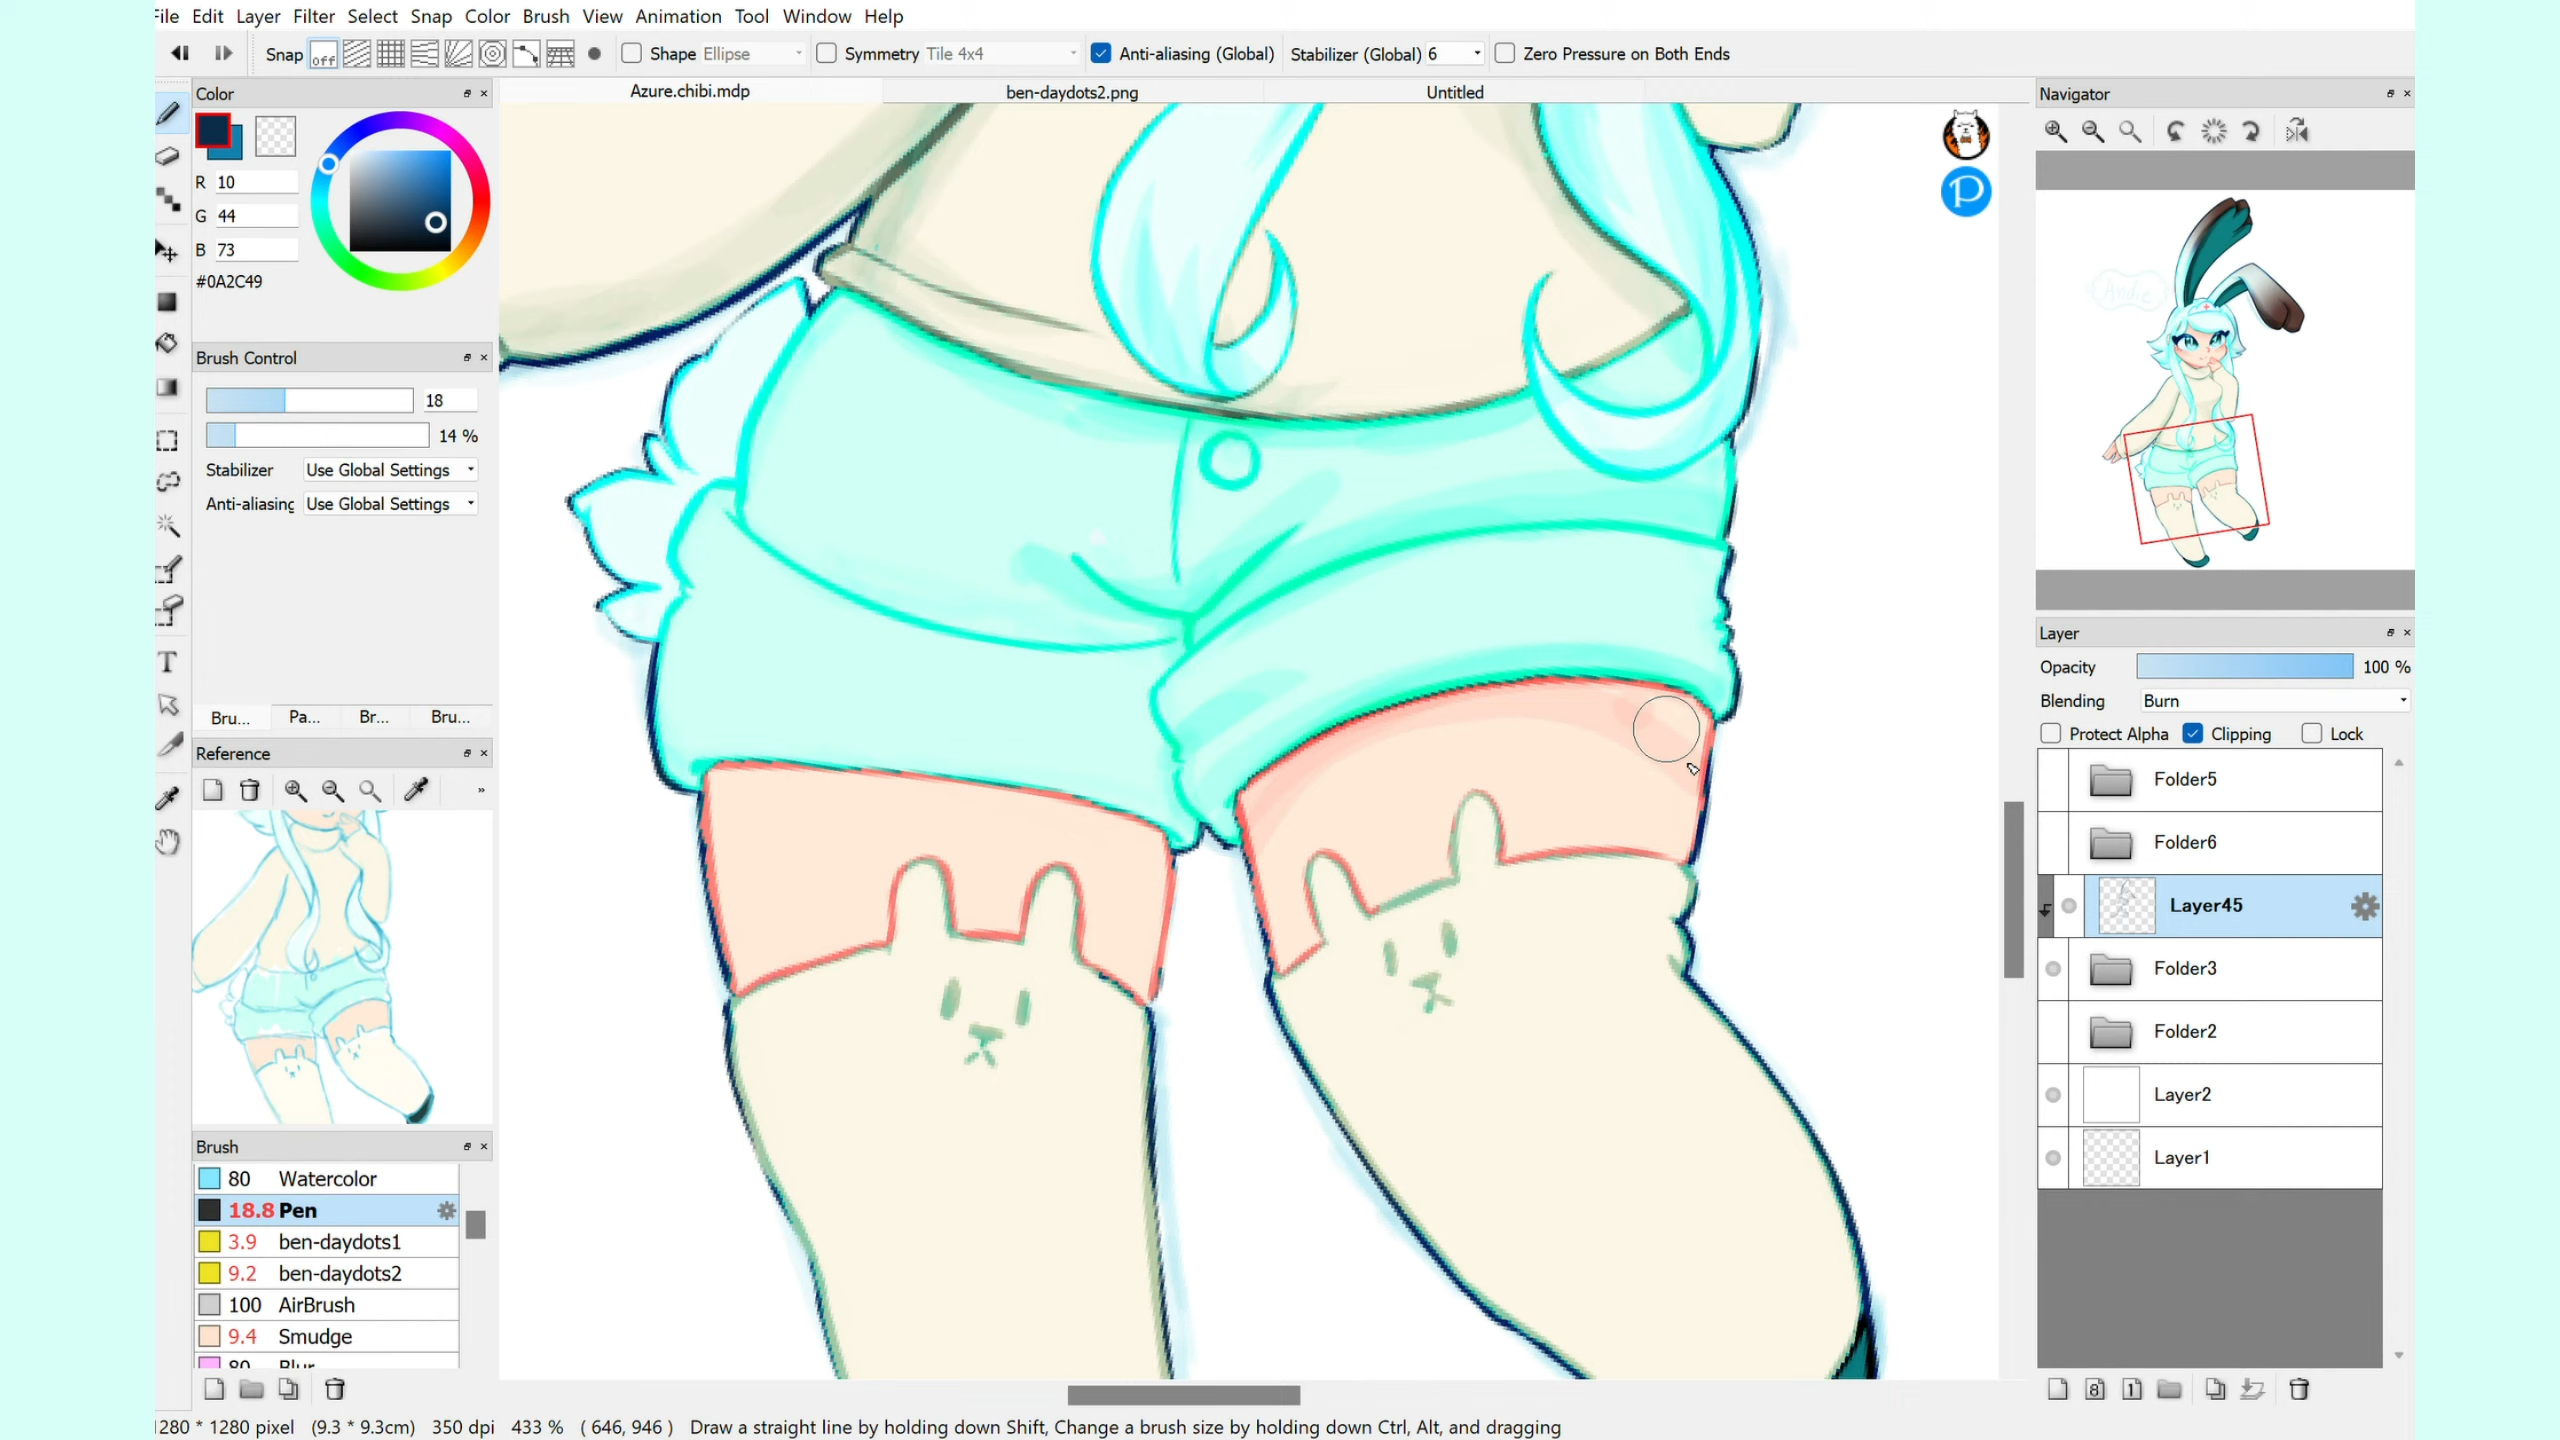 File Edit Layer Filter Select Snap Color Brush View Animation Tool Window Help
Snap off Shape Ellipse Symmetry Tile 4x4 Anti-aliasing (Global) Stabilizer (Global) 6 Zero Pressure on Both Ends
Color
Azure.chibi.mdp ben-daydots2.png Untitled
Navigator
R 10
G 44
B 73
#0A2C49
P
Andie
Brush Control
18
14 %
Stabilizer Use Global Settings
Anti-aliasing Use Global Settings
Bru... Pa... Br... Bru...
Reference
»
Brush
80 Watercolor
18.8 Pen
3.9 ben-daydots1
9.2 ben-daydots2
100 AirBrush
9.4 Smudge
80 Blur
Layer
Opacity 100 %
Blending Burn
Protect Alpha Clipping Lock
Folder5
Folder6
Layer45
Folder3
Folder2
Layer2
Layer1
8 1
1280 * 1280 pixel (9.3 * 9.3cm) 350 dpi 433 % ( 646, 946 ) Draw a straight line by holding down Shift, Change a brush size by holding down Ctrl, Alt, and dragging